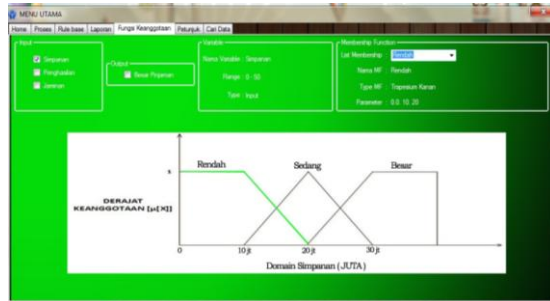 MENU UTAMA
Home Proses Rule base Laporan Fungsi Keanggotaan Petunjuk Cari Data
Input
Simpanan
Penghasilan
Jaminan
Output
Besar Pinjaman
Variable
Nama Variabel : Simpanan
Range : 0 - 50
Type : Input
Membership Function
List Membership : Rendah
Nama MF : Rendah
Type MF : Trapesium Kanan
Parameter : 0 0 10 20
Rendah Sedang Besar
1
DERAJAT
KEANGGOTAAN [µ[X]]
0 10 jt 20 jt 30 jt
Domain Simpanan (JUTA)